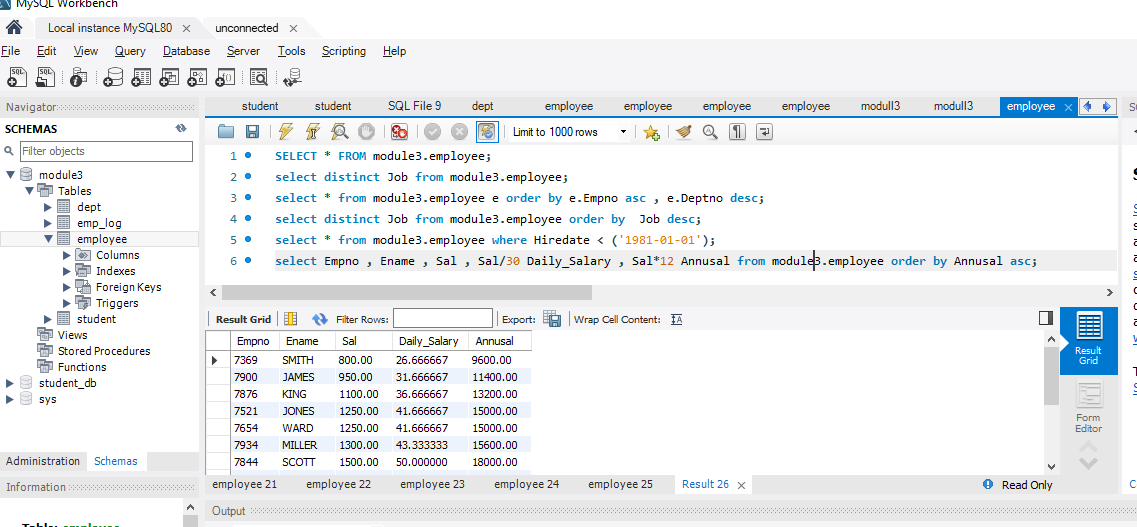 MySQL Workbench
Local instance MySQL80 unconnected
File Edit View Query Database Server Tools Scripting Help
Navigator
SCHEMAS
Filter objects
module3
Tables
dept
emp_log
employee
Columns
Indexes
Foreign Keys
Triggers
student
Views
Stored Procedures
Functions
student_db
sys
Administration Schemas
Information
Table: employee
student student SQL File 9 dept employee employee employee employee modull3 modull3 employee
Limit to 1000 rows
1 SELECT * FROM module3.employee;
2 select distinct Job from module3.employee;
3 select * from module3.employee e order by e.Empno asc , e.Deptno desc;
4 select distinct Job from module3.employee order by  Job desc;
5 select * from module3.employee where Hiredate < ('1981-01-01');
6 select Empno , Ename , Sal , Sal/30 Daily_Salary , Sal*12 Annusal from module3.employee order by Annusal asc;
Result Grid Filter Rows: Export: Wrap Cell Content:
Empno Ename Sal Daily_Salary Annusal
7369 SMITH 800.00 26.666667 9600.00
7900 JAMES 950.00 31.666667 11400.00
7876 KING 1100.00 36.666667 13200.00
7521 JONES 1250.00 41.666667 15000.00
7654 WARD 1250.00 41.666667 15000.00
7934 MILLER 1300.00 43.333333 15600.00
7844 SCOTT 1500.00 50.000000 18000.00
Result
Grid
Form
Editor
employee 21 employee 22 employee 23 employee 24 employee 25 Result 26 Read Only
Output